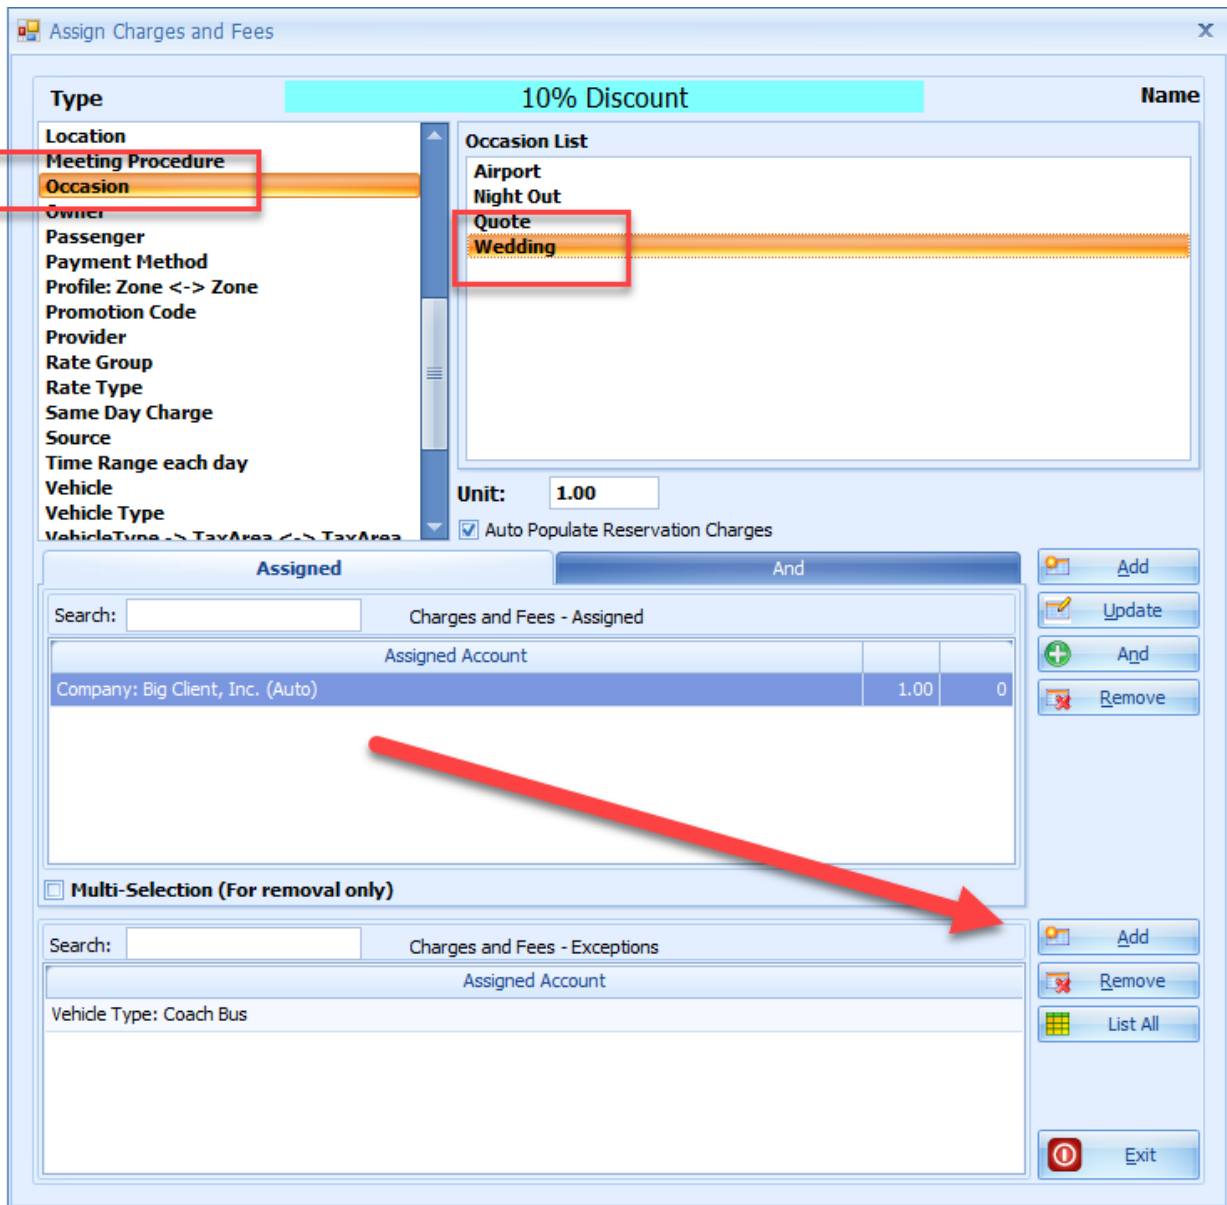 Assign Charges and Fees
x
Type
10% Discount
Name
Location
Meeting Procedure
Occasion
Owner
Passenger
Payment Method
Profile: Zone <-> Zone
Promotion Code
Provider
Rate Group
Rate Type
Same Day Charge
Source
Time Range each day
Vehicle
Vehicle Type
VehicleType -> TaxArea <-> TaxArea
Occasion List
Airport
Night Out
Quote
Wedding
Unit: 1.00
Auto Populate Reservation Charges
Assigned
And
Search:
Charges and Fees - Assigned
Assigned Account
Company: Big Client, Inc. (Auto) 1.00 0
Add
Update
And
Remove
Multi-Selection (For removal only)
Search:
Charges and Fees - Exceptions
Assigned Account
Vehicle Type: Coach Bus
Add
Remove
List All
Exit